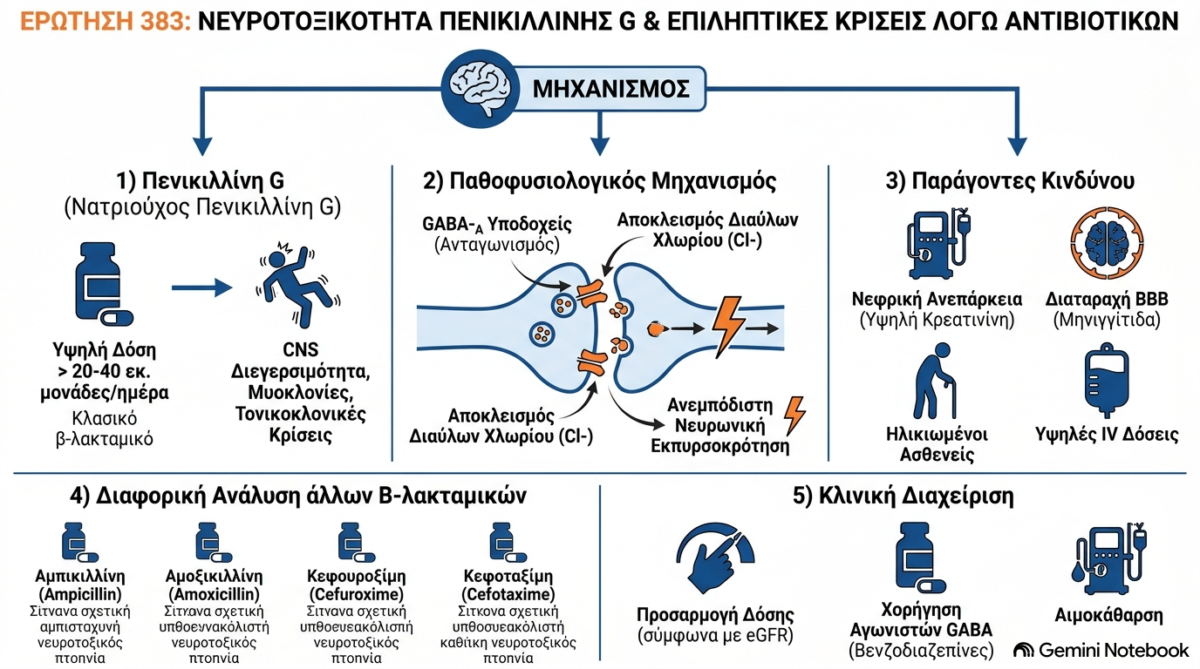 ΕΡΩΤΗΣΗ 383: ΝΕΥΡΟΤΟΞΙΚΟΤΗΤΑ ΠΕΝΙΚΙΛΛΙΝΗΣ G & ΕΠΙΛΗΠΤΙΚΕΣ ΚΡΙΣΕΙΣ ΛΟΓΩ ΑΝΤΙΒΙΟΤΙΚΩΝ
ΜΗΧΑΝΙΣΜΟΣ
1) Πενικιλλίνη G
(Νατριούχος Πενικιλλίνη G)
Υψηλή Δόση
> 20-40 εκ.
μονάδες/ημέρα
Κλασικό
β-λακταμικό
CNS
Διεγερσιμότητα,
Μυοκλονίες,
Τονικοκλονικές
Κρίσεις
2) Παθοφυσιολογικός Μηχανισμός
GABA-A Υποδοχείς
(Ανταγωνισμός)
Αποκλεισμός Διαύλων
Χλωρίου (Cl-)
Αποκλεισμός
Διαύλων Χλωρίου (Cl-)
Ανεμπόδιστη
Νευρωνική
Εκπυρσοκρότηση
3) Παράγοντες Κινδύνου
Νεφρική Ανεπάρκεια
(Υψηλή Κρεατινίνη)
Διαταραχή BBB
(Μηνιγγίτιδα)
Ηλικιωμένοι
Ασθενείς
Υψηλές IV Δόσεις
4) Διαφορική Ανάλυση άλλων Β-λακταμικών
Αμπικιλλίνη
(Ampicillin)
σχετική
νευροτοξικός
Αμοξικιλλίνη
(Amoxicillin)
σχετική
νευροτοξικός
Κεφουροξίμη
(Cefuroxime)
σχετική
νευροτοξικός
Κεφοταξίμη
(Cefotaxime)
σχετική
νευροτοξικός
5) Κλινική Διαχείριση
Προσαρμογή Δόσης
(σύμφωνα με eGFR)
Χορήγηση
Αγωνιστών GABA
(Βενζοδιαζεπίνες)
Αιμοκάθαρση
Gemini Notebook